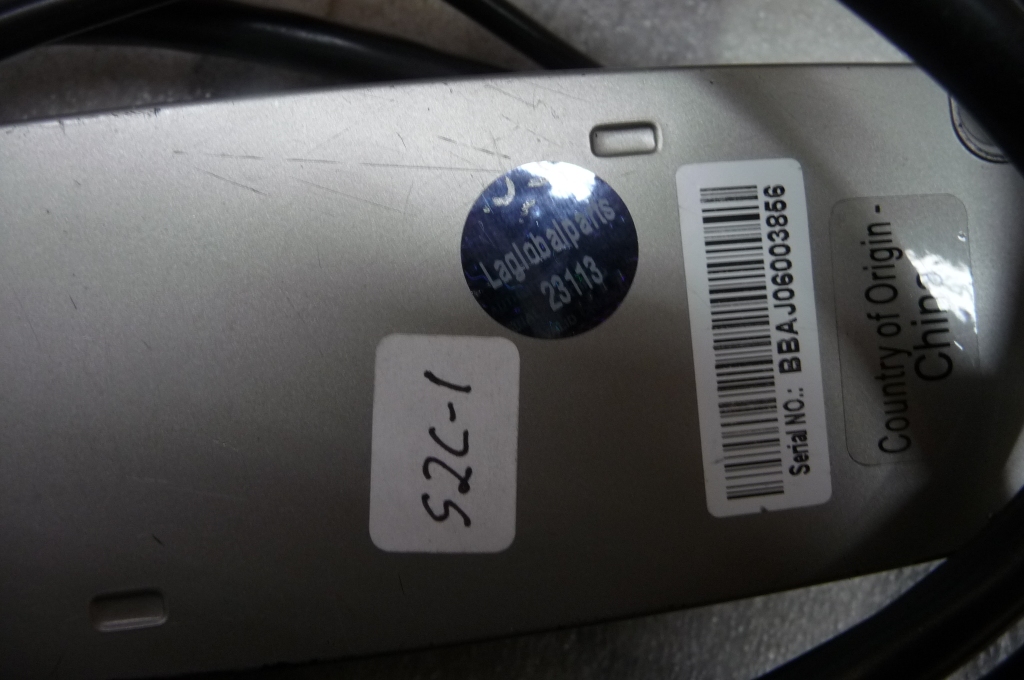 Laglobalparts
23113
S2C-1
Serial NO.: BBAJ06003856
Country of Origin -
China